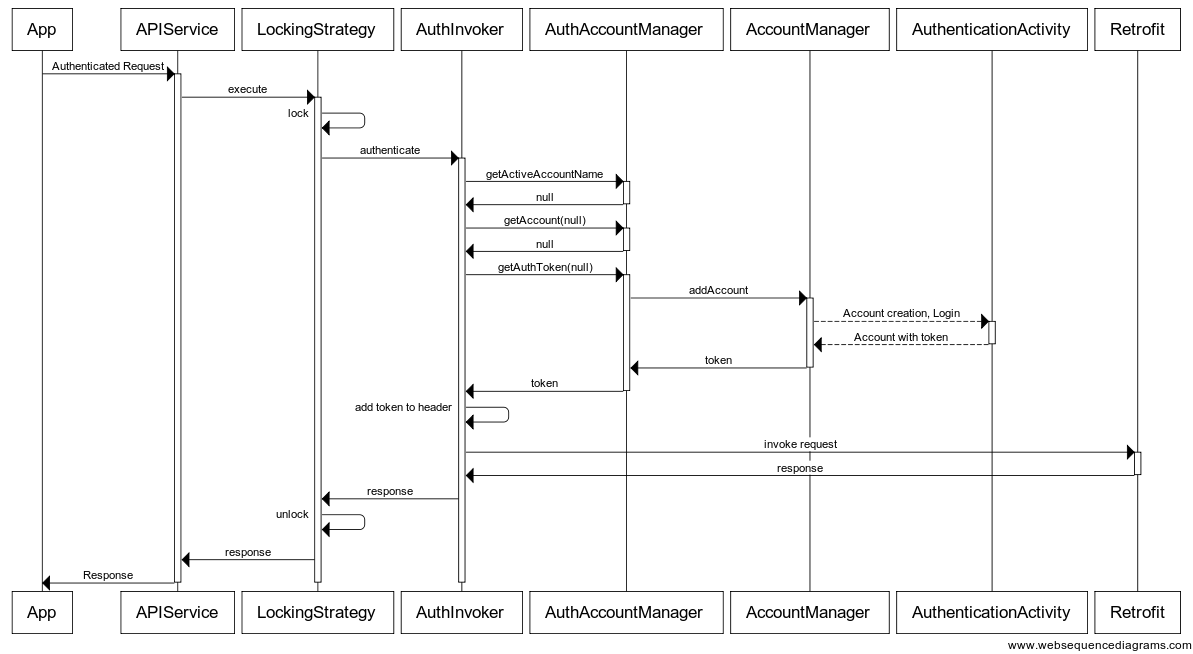 App APIService LockingStrategy AuthInvoker AuthAccountManager AccountManager AuthenticationActivity Retrofit
Authenticated Request
execute
lock
authenticate
getActiveAccountName
null
getAccount(null)
null
getAuthToken(null)
addAccount
Account creation, Login
Account with token
token
token
add token to header
invoke request
response
response
unlock
response
Response
App APIService LockingStrategy AuthInvoker AuthAccountManager AccountManager AuthenticationActivity Retrofit
www.websequencediagrams.com